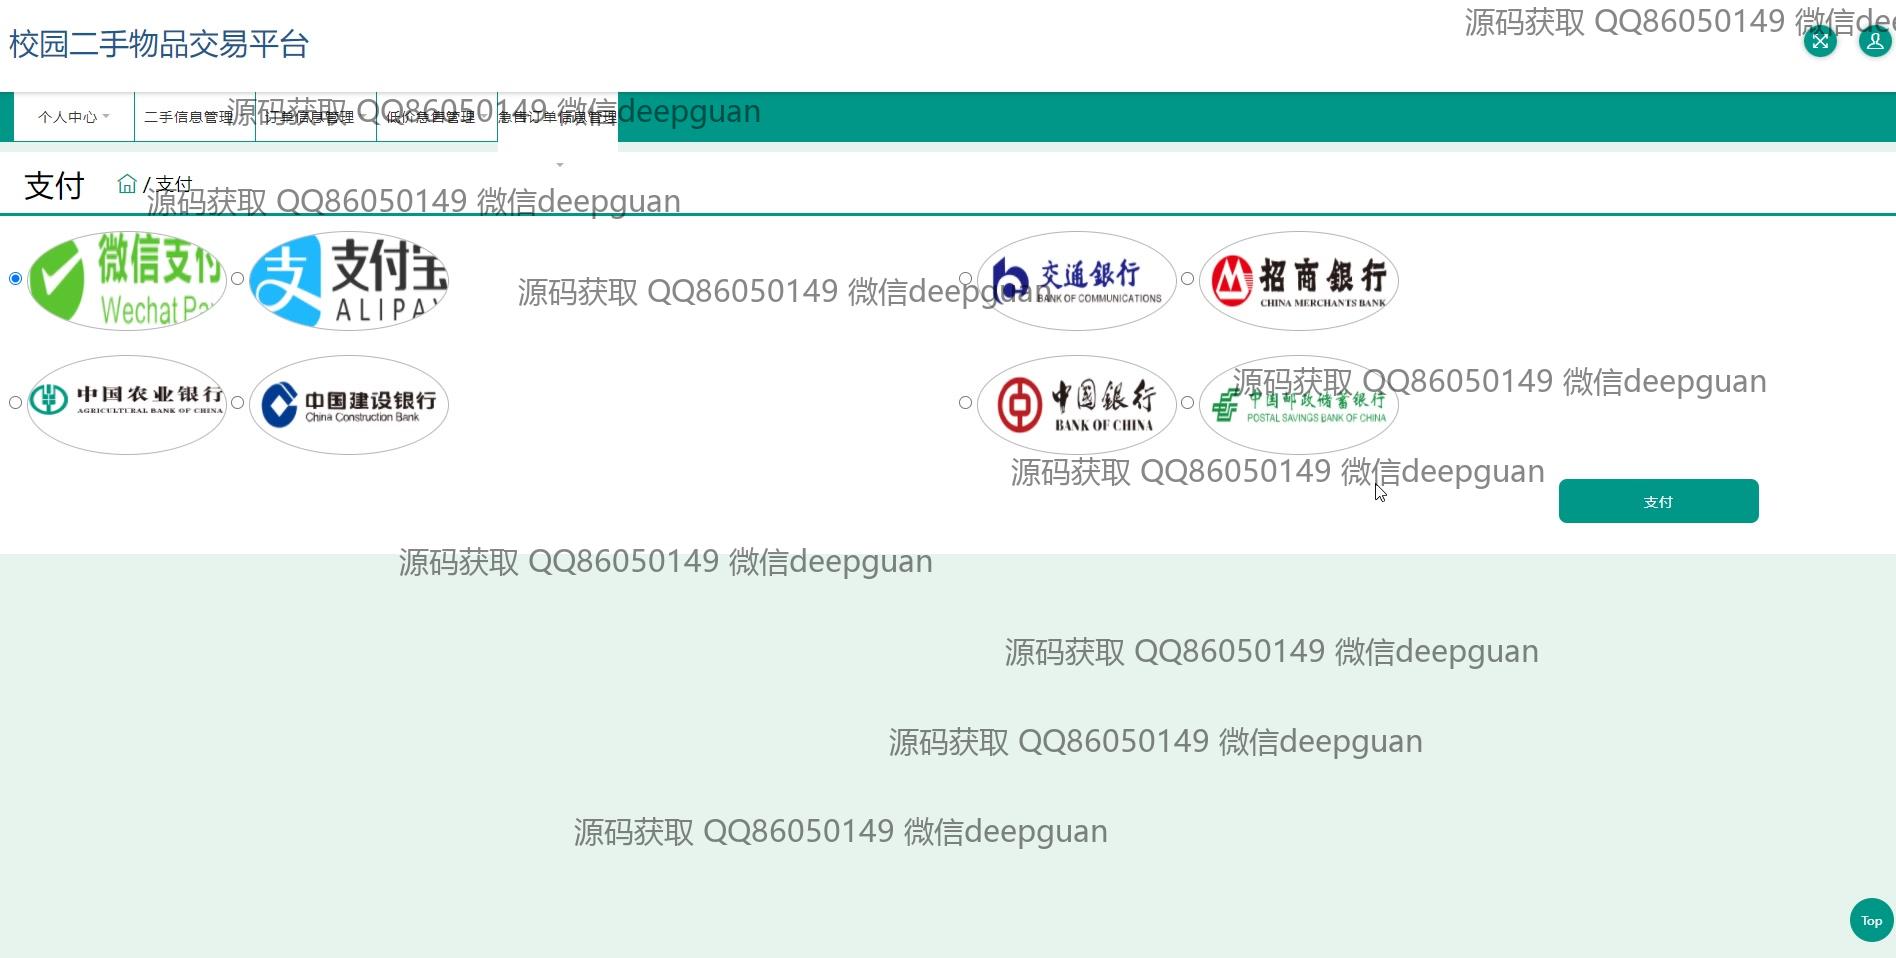 源码获取 QQ86050149 微信dee
校园二手物品交易平台
源码获取 QQ86050149 微信deepguan
个人中心
二手信息管理
订单信息管理
低价急售管理
急售订单信息管理
支付
/ 支付
源码获取 QQ86050149 微信deepguan
微信支付
Wechat Pa
支付宝
ALIPAY
源码获取 QQ86050149 微信deepguan
交通銀行
BANK OF COMMUNICATIONS
招商銀行
CHINA MERCHANTS BANK
中国农业银行
AGRICULTURAL BANK OF CHINA
中国建设银行
China Construction Bank
中國銀行
BANK OF CHINA
源码获取 QQ86050149 微信deepguan
中国邮政储蓄银行
POSTAL SAVINGS BANK OF CHINA
源码获取 QQ86050149 微信deepguan
支付
源码获取 QQ86050149 微信deepguan
源码获取 QQ86050149 微信deepguan
源码获取 QQ86050149 微信deepguan
源码获取 QQ86050149 微信deepguan
Top